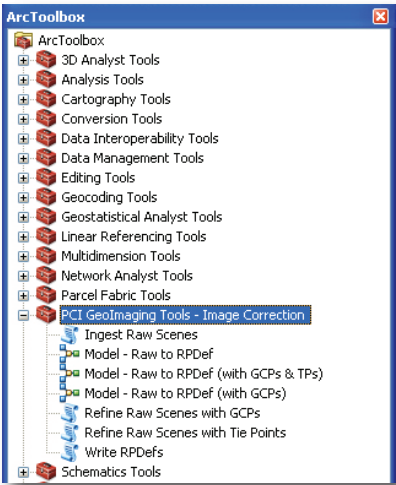 ArcToolbox
ArcToolbox
3D Analyst Tools
Analysis Tools
Cartography Tools
Conversion Tools
Data Interoperability Tools
Data Management Tools
Editing Tools
Geocoding Tools
Geostatistical Analyst Tools
Linear Referencing Tools
Multidimension Tools
Network Analyst Tools
Parcel Fabric Tools
PCI GeoImaging Tools - Image Correction
Ingest Raw Scenes
Model - Raw to RPDef
Model - Raw to RPDef (with GCPs & TPs)
Model - Raw to RPDef (with GCPs)
Refine Raw Scenes with GCPs
Refine Raw Scenes with Tie Points
Write RPDefs
Schematics Tools